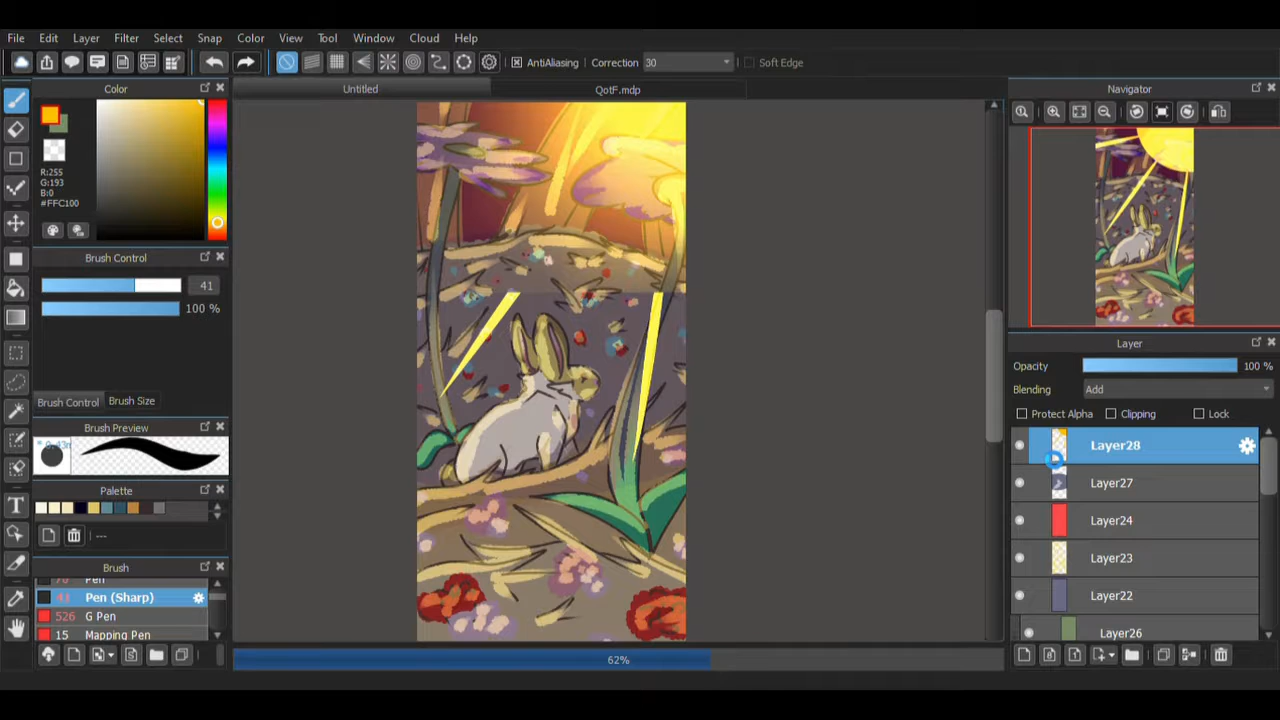 File Edit Layer Filter Select Snap Color View Tool Window Cloud Help
AntiAliasing Correction 30 Soft Edge
Color
Untitled
QotF.mdp
Navigator
R:255
G:193
B:0
#FFC100
Brush Control
41
100 %
Brush Control Brush Size
Brush Preview
Palette
---
Brush
Pen
Pen (Sharp)
526 G Pen
15 Mapping Pen
62%
Layer
Opacity 100 %
Blending Add
Protect Alpha Clipping Lock
Layer28
Layer27
Layer24
Layer23
Layer22
Layer26